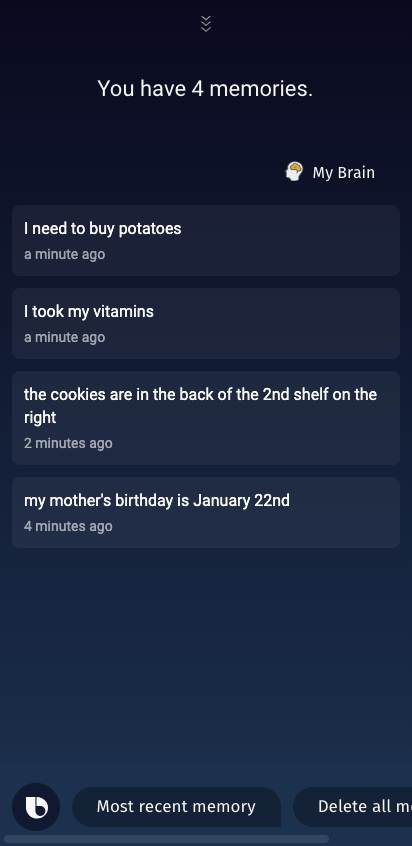 You have 4 memories.
My Brain
I need to buy potatoes
a minute ago
I took my vitamins
a minute ago
the cookies are in the back of the 2nd shelf on the
right
2 minutes ago
my mother's birthday is January 22nd
4 minutes ago
Most recent memory
Delete all